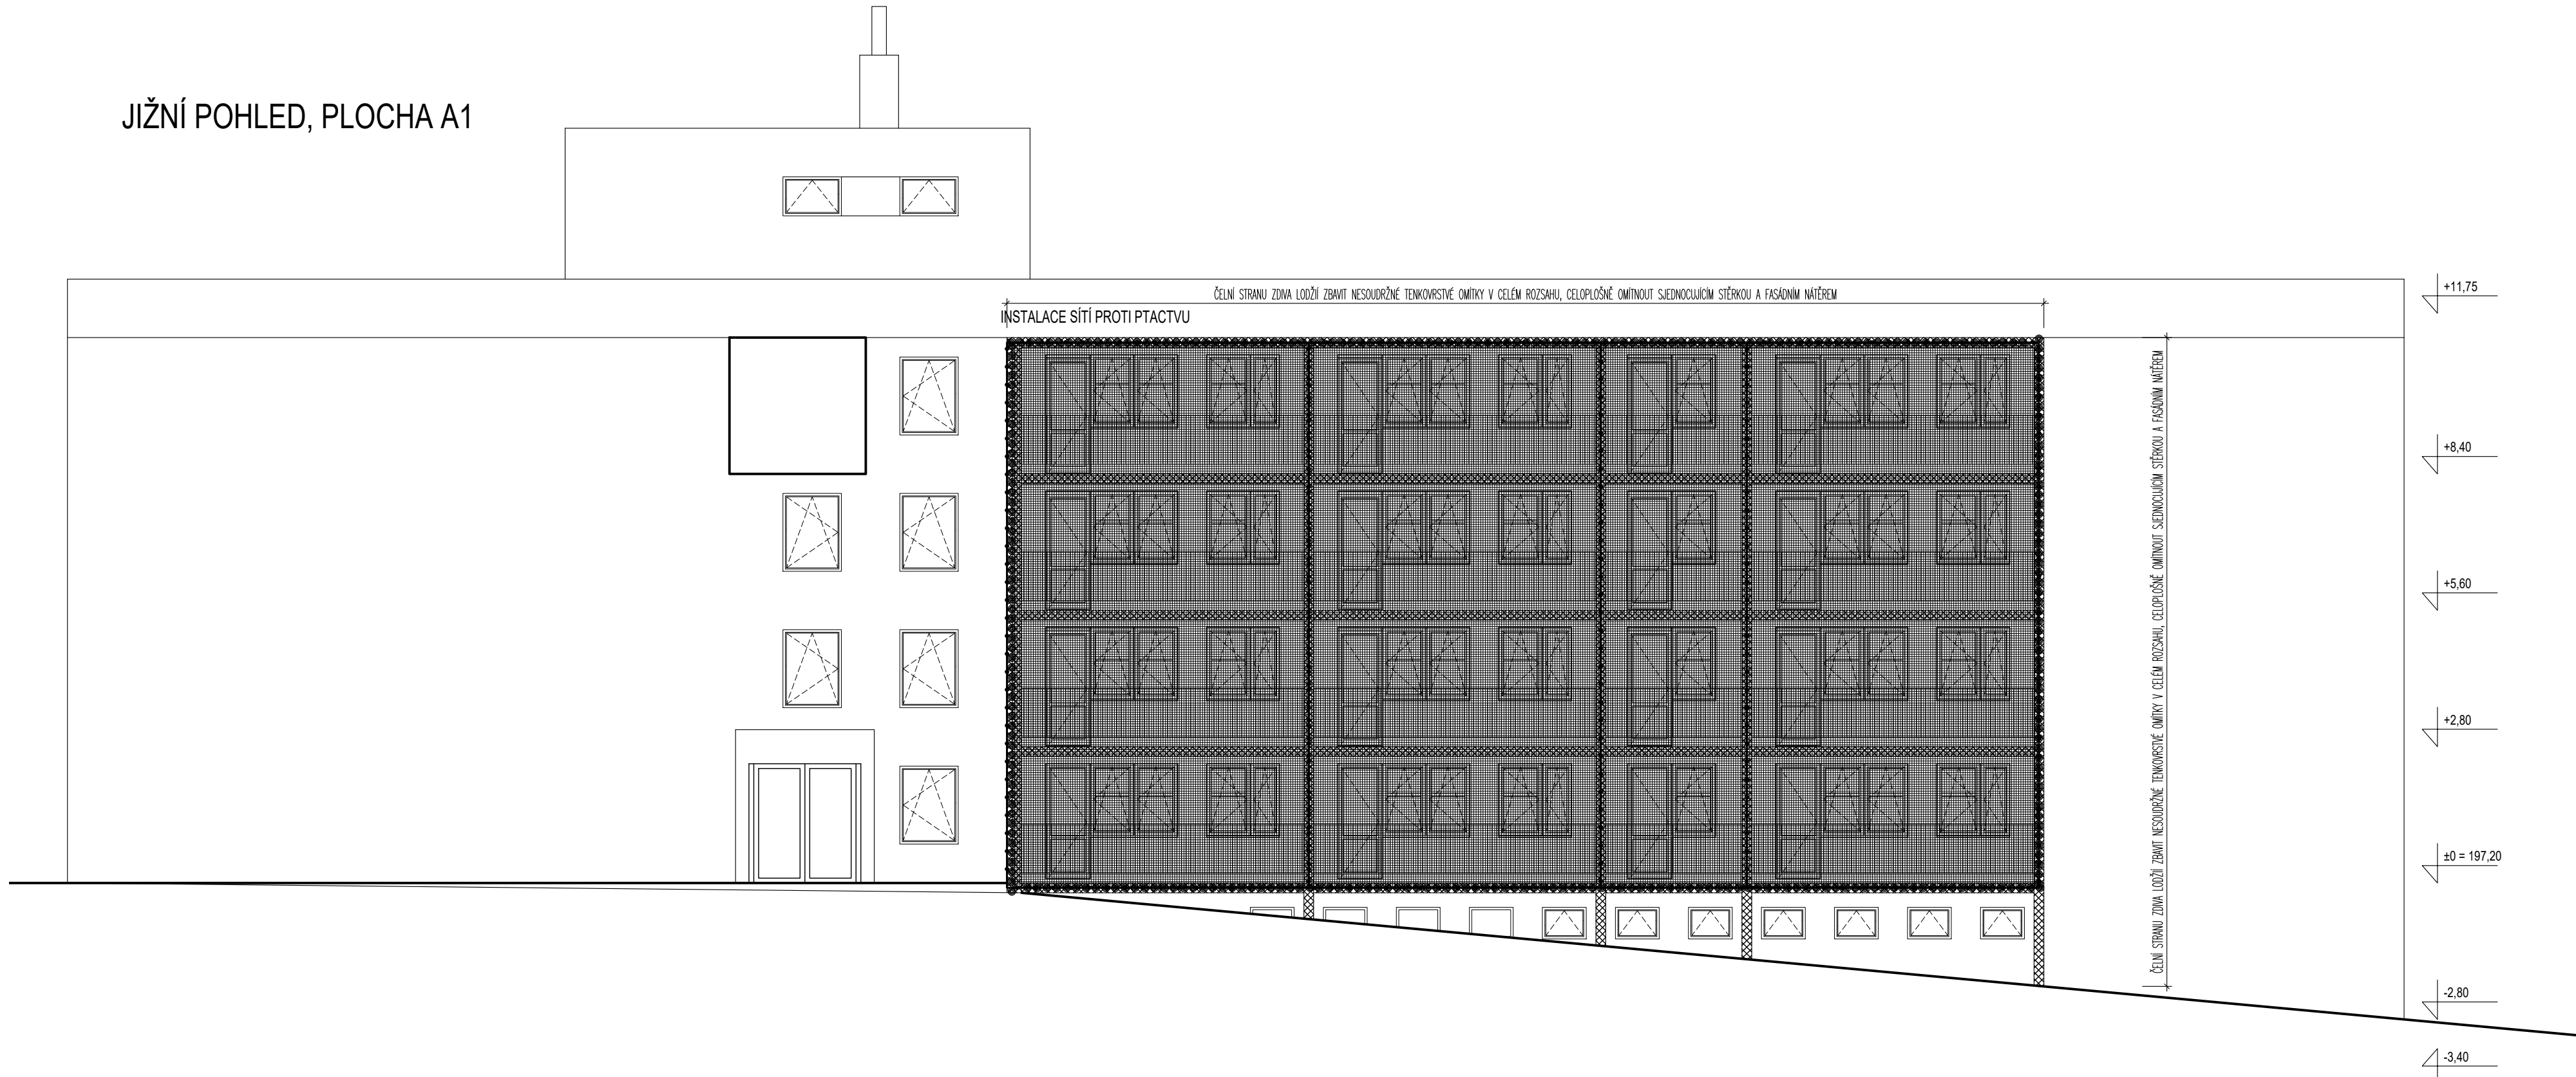 JIŽNÍ POHLED, PLOCHA A1
ČELNÍ STRANU ZDIVA LODŽIÍ ZBAVIT NESOUDRŽNÉ TENKOVRSTVÉ OMÍTKY V CELÉM ROZSAHU, CELOPLOŠNĚ OMÍTNOUT SJEDNOCUJÍCÍM STĚRKOU A FASÁDNÍM NÁTĚREM
INSTALACE SÍTÍ PROTI PTACTVU
ČELNÍ STRANU ZDIVA LODŽIÍ ZBAVIT NESOUDRŽNÉ TENKOVRSTVÉ OMÍTKY V CELÉM ROZSAHU, CELOPLOŠNĚ OMÍTNOUT SJEDNOCUJÍCÍM STĚRKOU A FASÁDNÍM NÁTĚREM
+11,75
+8,40
+5,60
+2,80
±0 = 197,20
-2,80
-3,40